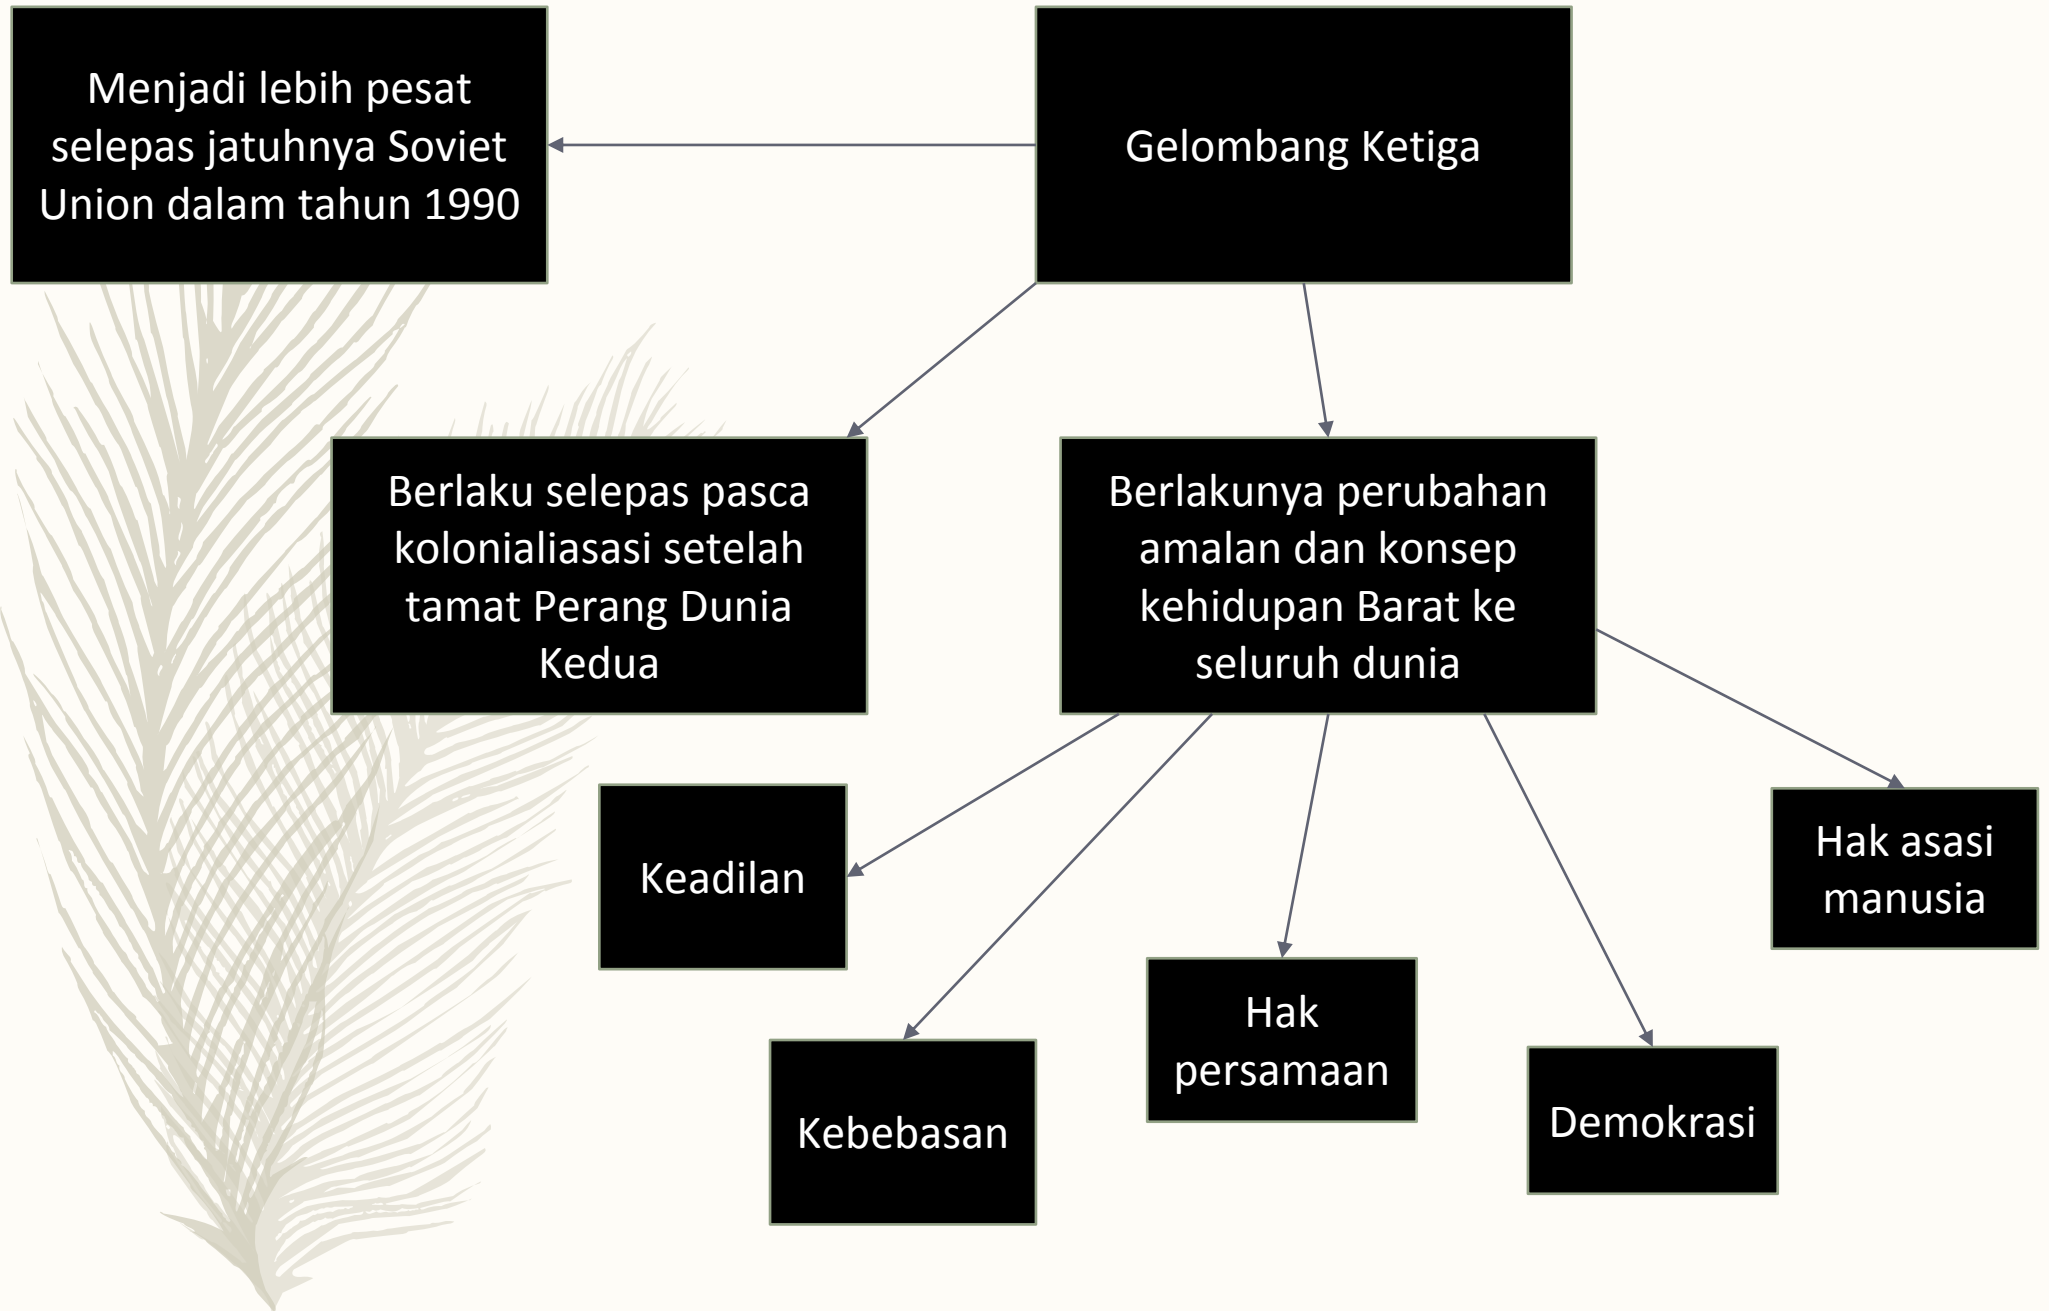 Menjadi lebih pesat
selepas jatuhnya Soviet
Union dalam tahun 1990
Gelombang Ketiga
Berlaku selepas pasca
kolonialiasasi setelah
tamat Perang Dunia
Kedua
Berlakunya perubahan
amalan dan konsep
kehidupan Barat ke
seluruh dunia
Keadilan
Kebebasan
Hak
persamaan
Demokrasi
Hak asasi
manusia